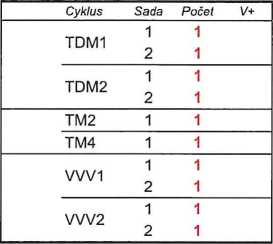 Cyklus Sada Počet V+
TDM1 1 1
2 1
TDM2 1 1
2 1
TM2 1 1
TM4 1 1
VVV1 1 1
2 1
VVV2 1 1
2 1